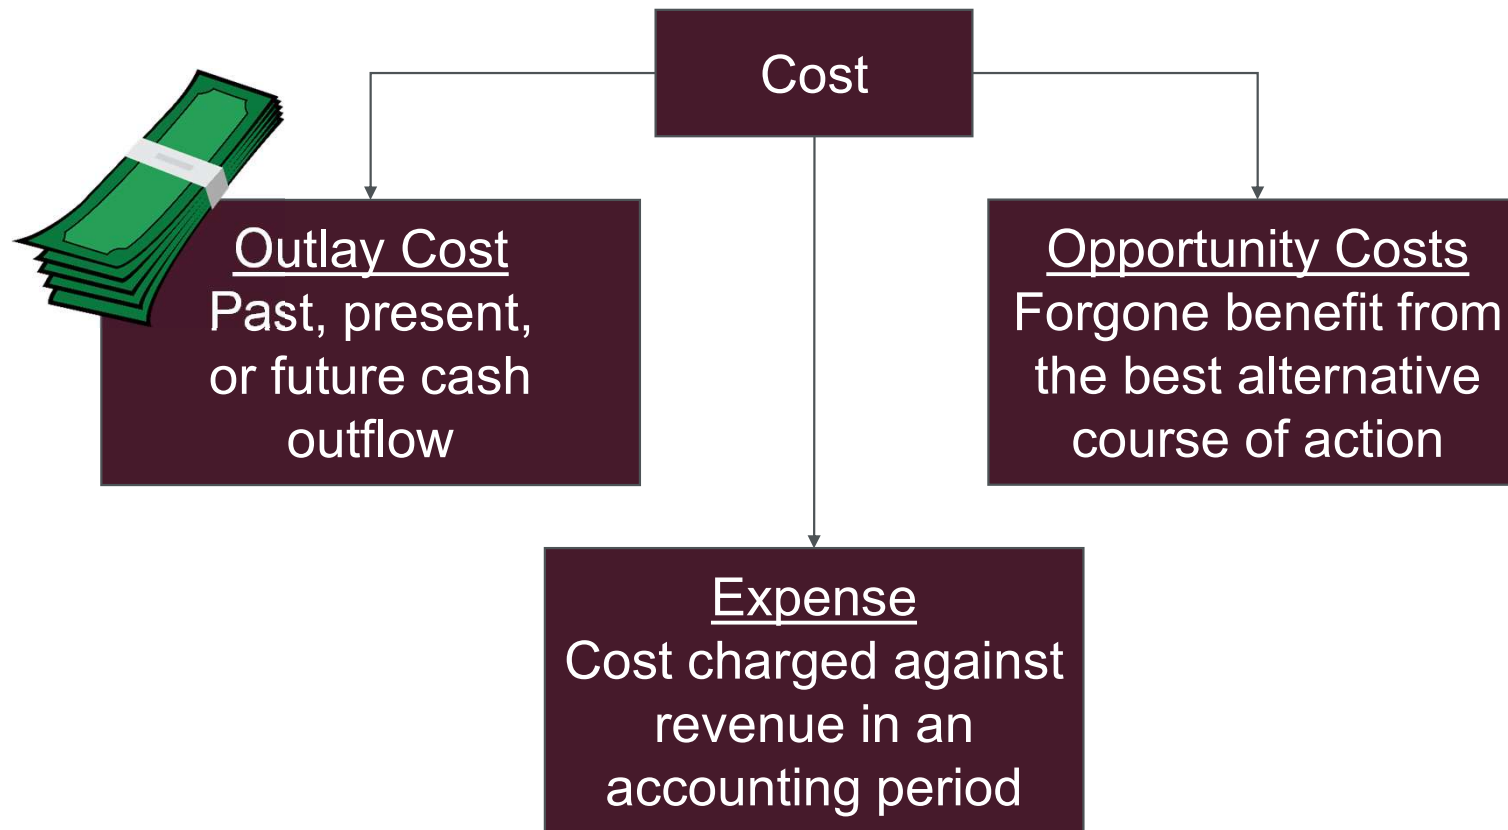 Cost
Outlay Cost
Past, present,
or future cash
outflow
Opportunity Costs
Forgone benefit from
the best alternative
course of action
Expense
Cost charged against
revenue in an
accounting period